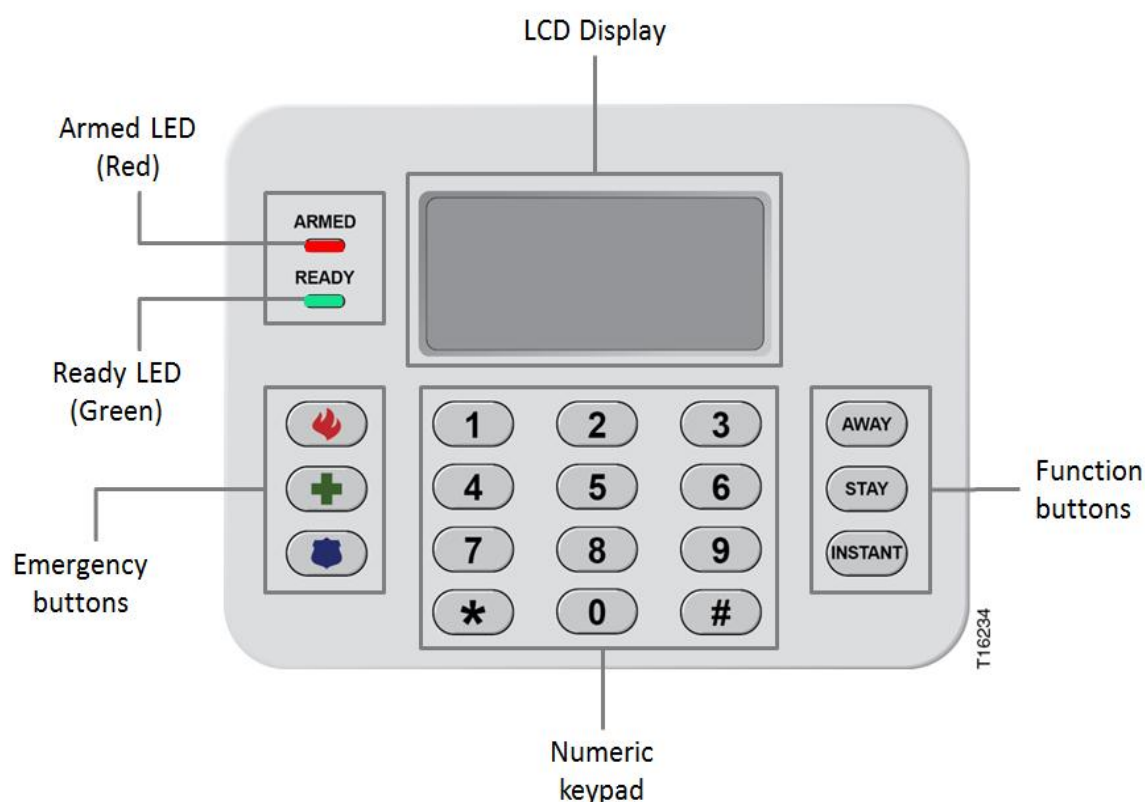 LCD Display
Armed LED
(Red)
ARMED
READY
Ready LED
(Green)
1 2 3
AWAY
4 5 6
STAY
Function
buttons
7 8 9
INSTANT
Emergency
buttons
* 0 #
T16234
Numeric
keypad